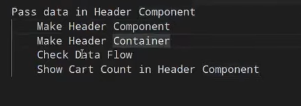 Pass data in Header Component
Make Header Component
Make Header Container
Check Data Flow
Show Cart Count in Header Component